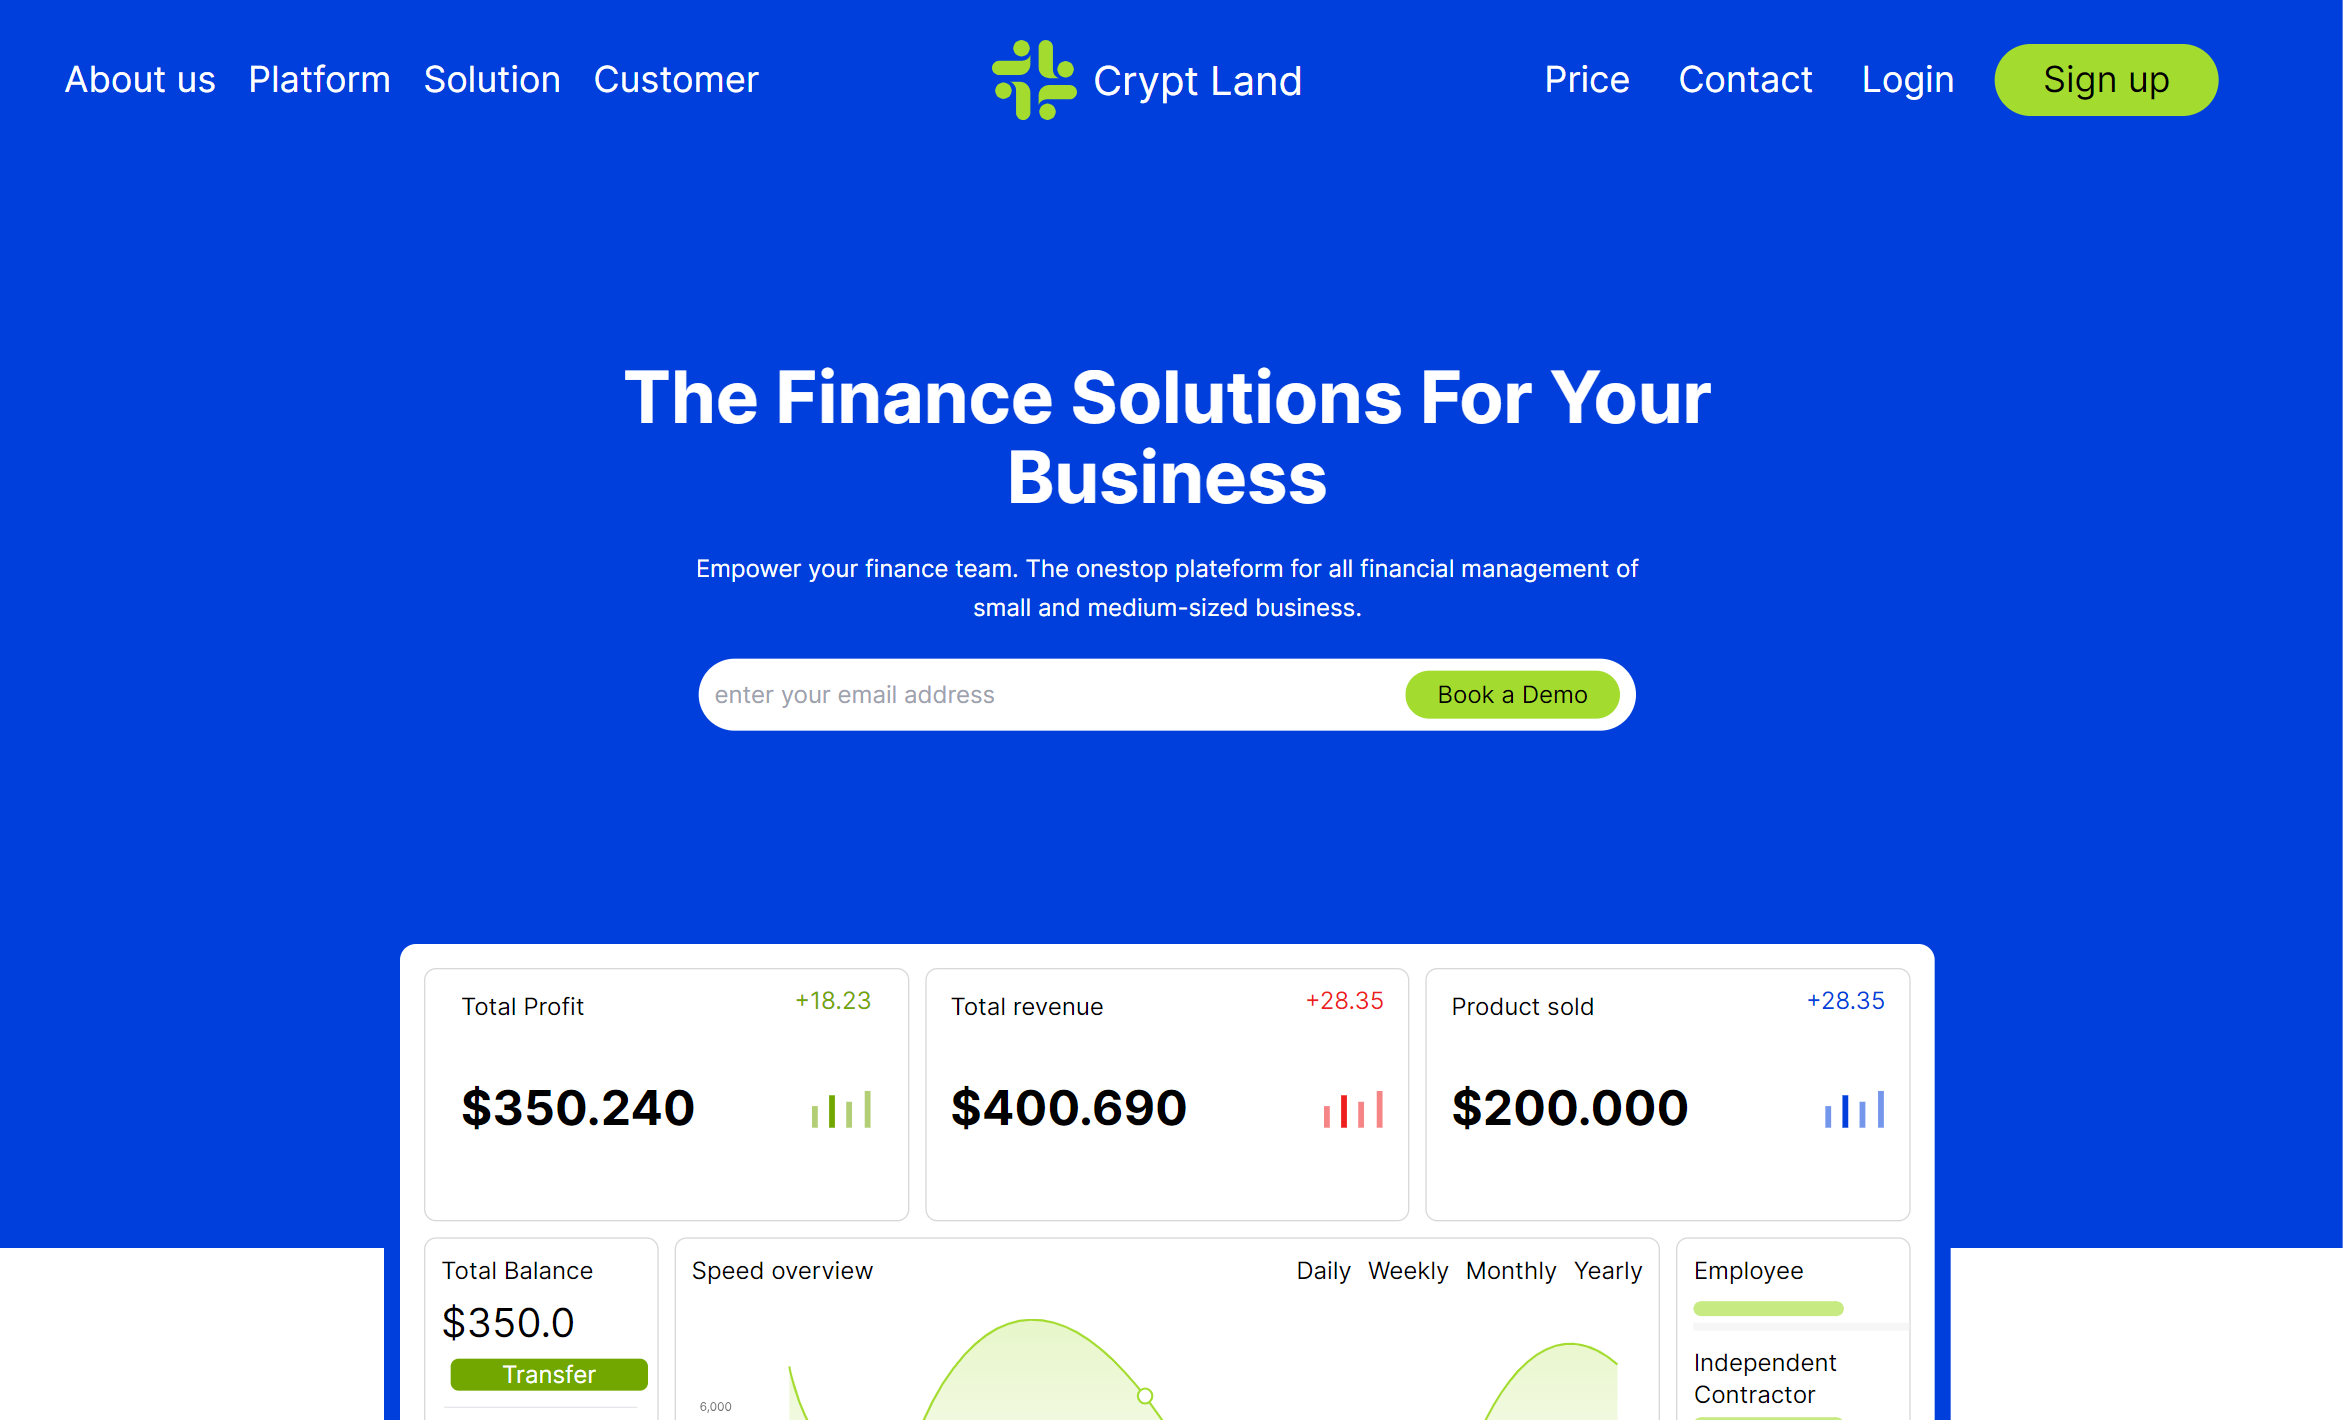 About us Platform Solution Customer
Crypt Land
Price Contact Login Sign up
The Finance Solutions For Your
Business
Empower your finance team. The onestop plateform for all financial management of
small and medium-sized business.
enter your email address
Book a Demo
Total Profit
+18.23
$350.240
Total revenue
+28.35
$400.690
Product sold
+28.35
$200.000
Total Balance
$350.0
Transfer
Speed overview
Daily Weekly Monthly Yearly
6,000
Employee
Independent
Contractor